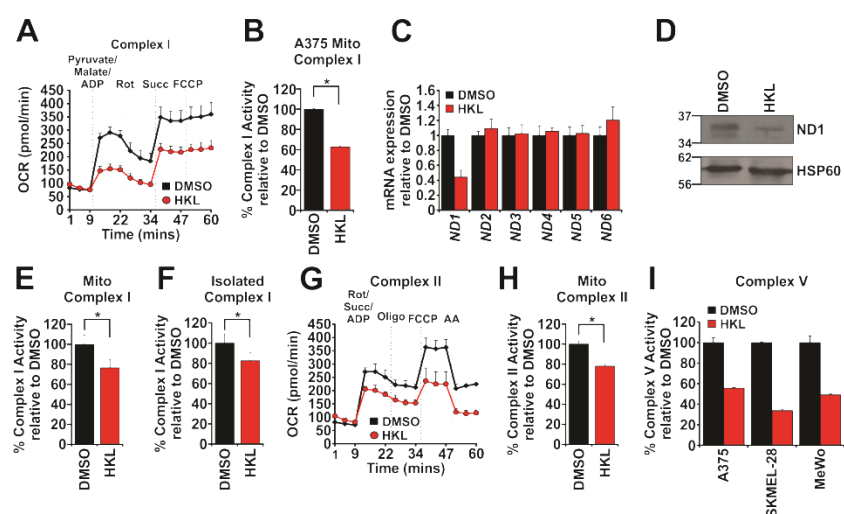 A
Complex I
Pyruvate/
Malate/
ADP
Rot
Succ
FCCP
OCR (pmol/min)
450
400
350
300
250
200
150
100
50
0
DMSO
HKL
1
9
22
34
47
60
Time (mins)
B
A375 Mito
Complex I
% Complex I Activity
relative to DMSO
120
100
80
60
40
20
0
*
DMSO
HKL
C
DMSO
HKL
mRNA expression
relative to DMSO
1.6
1.4
1.2
1
0.8
0.6
0.4
0.2
0
ND1
ND2
ND3
ND4
ND5
ND6
D
DMSO
HKL
37
34
ND1
62
56
HSP60
E
Mito
Complex I
% Complex I Activity
relative to DMSO
120
100
80
60
40
20
0
*
DMSO
HKL
F
Isolated
Complex I
% Complex I Activity
relative to DMSO
120
100
80
60
40
20
0
*
DMSO
HKL
G
Complex II
Rot/
Succ/
ADP
Oligo
FCCP
AA
OCR (pmol/min)
450
400
350
300
250
200
150
100
50
0
DMSO
HKL
1
9
22
34
47
60
Time (mins)
H
Mito
Complex II
% Complex II Activity
relative to DMSO
120
100
80
60
40
20
0
*
DMSO
HKL
I
Complex V
DMSO
HKL
% Complex V Activity
relative to DMSO
120
100
80
60
40
20
0
A375
SKMEL-28
MeWo